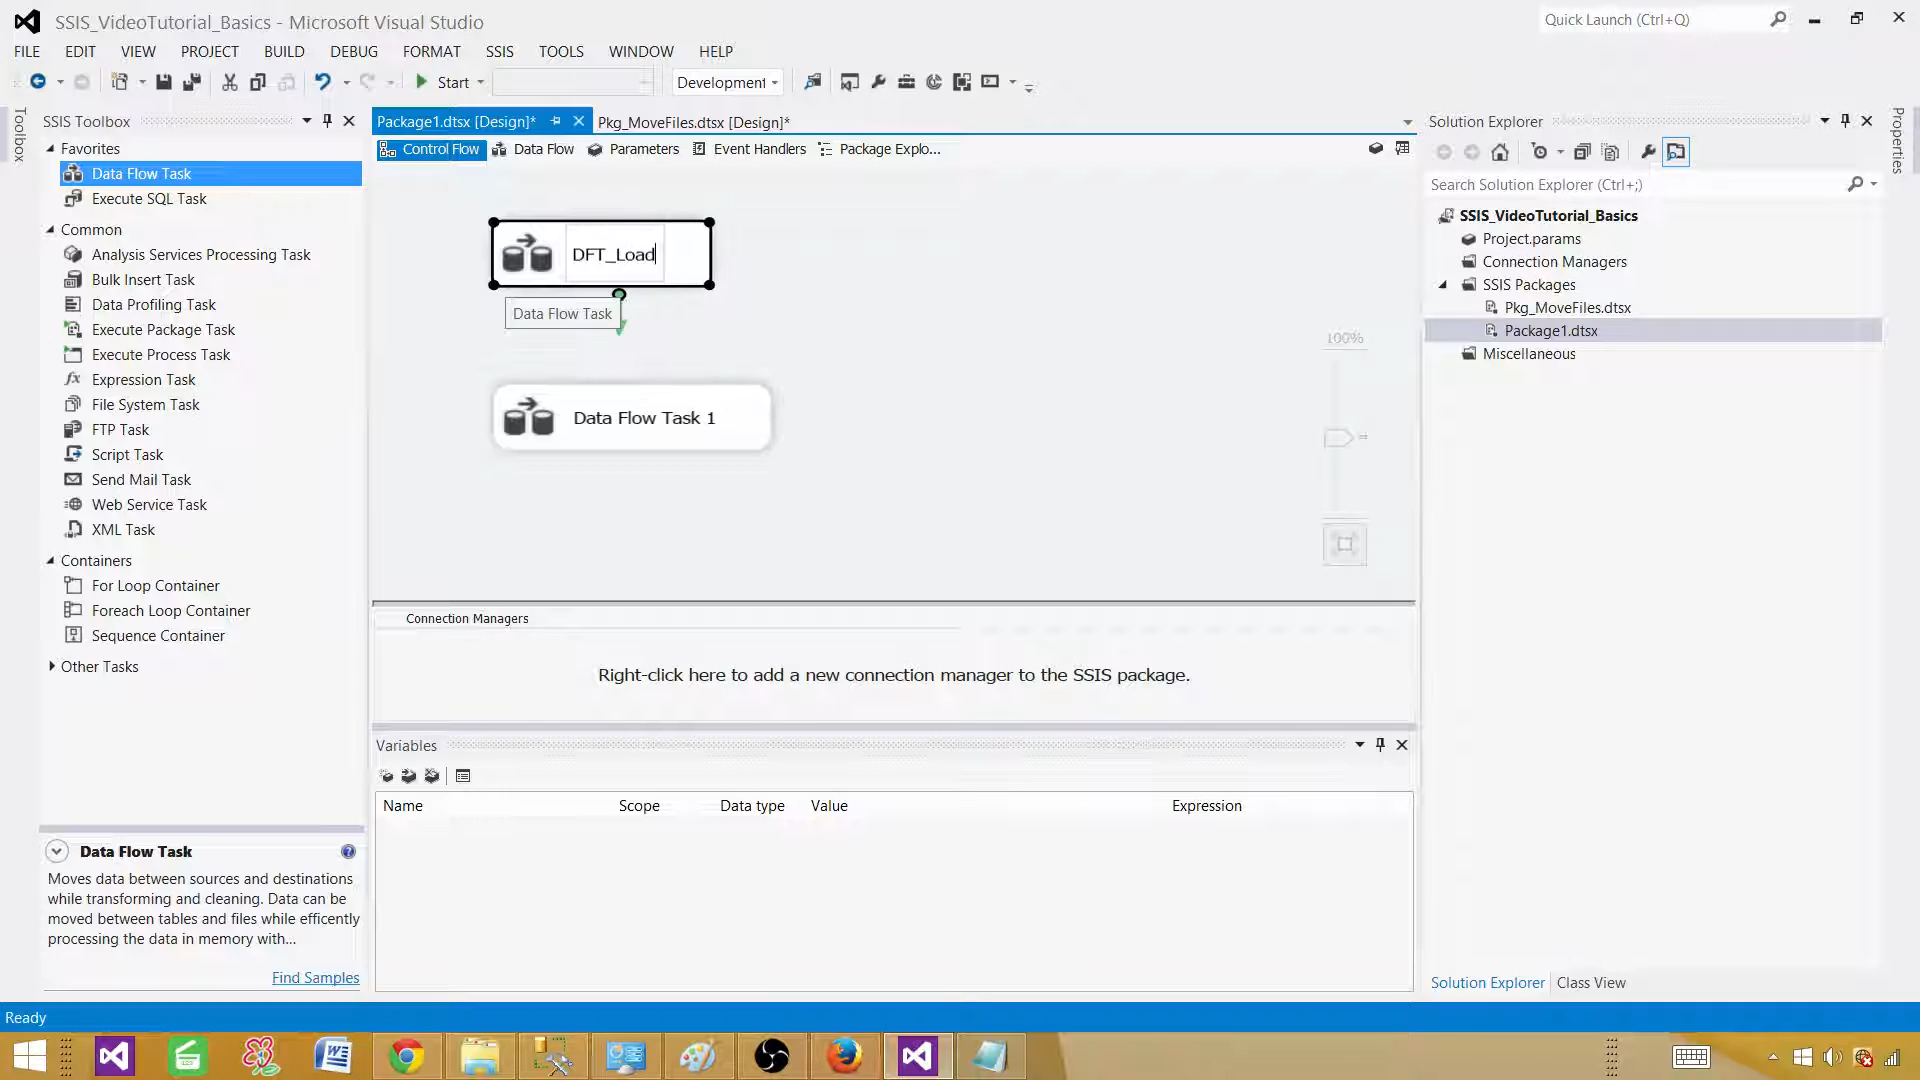 SSIS_VideoTutorial_Basics - Microsoft Visual Studio
Quick Launch (Ctrl+Q)
FILE EDIT VIEW PROJECT BUILD DEBUG FORMAT SSIS TOOLS WINDOW HELP
Start Development
Toolbox
SSIS Toolbox
Favorites
Data Flow Task
Execute SQL Task
Common
Analysis Services Processing Task
Bulk Insert Task
Data Profiling Task
Execute Package Task
Execute Process Task
Expression Task
File System Task
FTP Task
Script Task
Send Mail Task
Web Service Task
XML Task
Containers
For Loop Container
Foreach Loop Container
Sequence Container
Other Tasks
Data Flow Task
Moves data between sources and destinations
while transforming and cleaning. Data can be
moved between tables and files while efficently
processing the data in memory with...
Find Samples
Package1.dtsx [Design]* Pkg_MoveFiles.dtsx [Design]*
Control Flow Data Flow Parameters Event Handlers Package Explo...
DFT_Load
Data Flow Task
Data Flow Task 1
100%
Connection Managers
Right-click here to add a new connection manager to the SSIS package.
Variables
Name Scope Data type Value Expression
Solution Explorer
Search Solution Explorer (Ctrl+;)
SSIS_VideoTutorial_Basics
Project.params
Connection Managers
SSIS Packages
Pkg_MoveFiles.dtsx
Package1.dtsx
Miscellaneous
Solution Explorer Class View
Properties
Ready